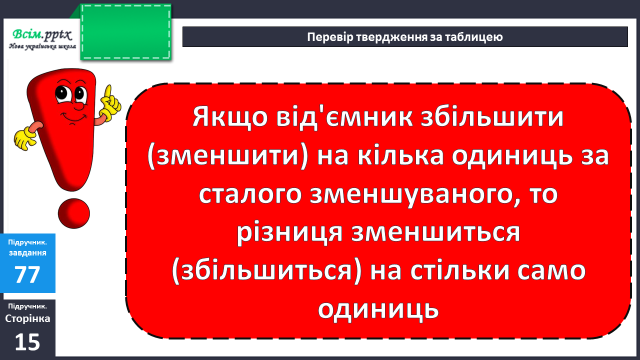 Всім.pptx
Нова українська школа
Перевір твердження за таблицею
Якщо від'ємник збільшити
(зменшити) на кілька одиниць за
сталого зменшуваного, то
різниця зменшиться
(збільшиться) на стільки само
одиниць
Підручник.
завдання
77
Підручник.
Сторінка
15